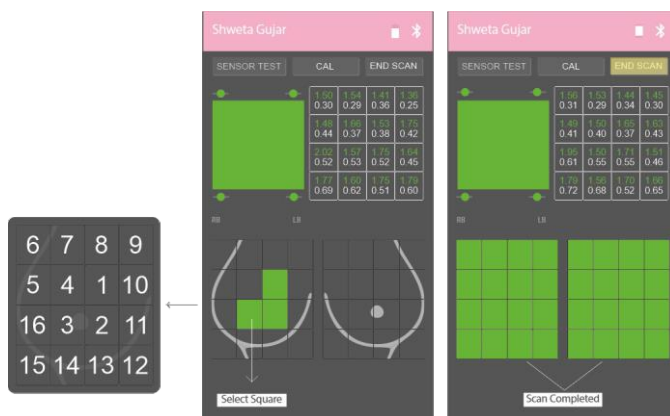 Shweta Gujar
SENSOR TEST CAL END SCAN
1.50 1.54 1.41 1.36
0.30 0.29 0.36 0.25
1.48 1.66 1.53 1.75
0.44 0.37 0.38 0.42
2.02 1.57 1.75 1.64
0.52 0.53 0.52 0.45
1.77 1.60 1.75 1.79
0.69 0.62 0.51 0.60
RB LB
6 7 8 9
5 4 1 10
16 3 2 11
15 14 13 12
Select Square
Shweta Gujar
SENSOR TEST CAL END SCAN
1.56 1.53 1.44 1.45
0.31 0.29 0.34 0.30
1.49 1.50 1.65 1.63
0.41 0.40 0.37 0.43
1.95 1.50 1.71 1.51
0.61 0.55 0.55 0.46
1.79 1.56 1.70 1.66
0.72 0.68 0.52 0.65
RB LB
Scan Completed